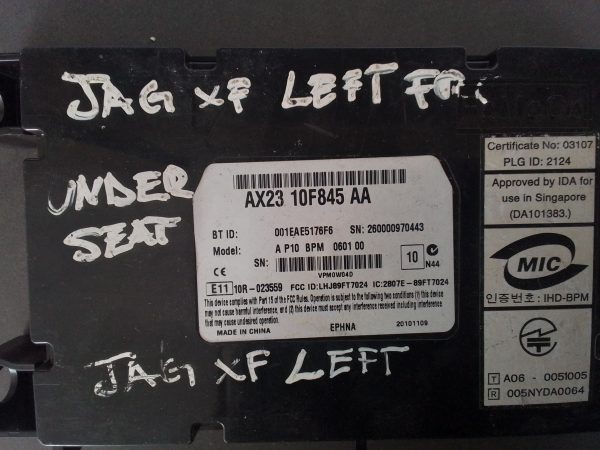 JAG XF LEFT
UNDER
SEAT
AX23 10F845 AA
BT ID: 001EAE5176F6 SN: 260000970443
Model: A P10 BPM 0601 00
SN:
VPM0W04D
10
N44
CE
E11 10R-023559 FCC ID:LHJ89FT7024 IC:2807E-89FT7024
This device complies with Part 15 of the FCC Rules. Operation is subject to the following two conditions (1) this device
may not cause harmful interference, and (2) this device must accept any interference received including interference
that may cause undesired operation.
MADE IN CHINA EPHNA 20101109
JAG XF LEFT
Certificate No: 03107
PLG ID: 2124
Approved by IDA for
use in Singapore
(DA101383)
MIC
인증번호: IHD-BPM
T A06 - 0051005
R 005NYDA0064